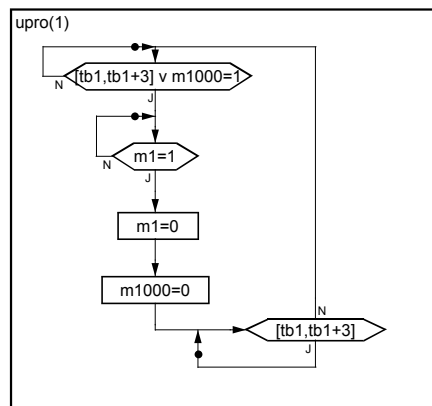 upro(1)
[tb1,tb1+3] v m1000=1
N
J
m1=1
N
J
m1=0
m1000=0
N
[tb1,tb1+3]
J